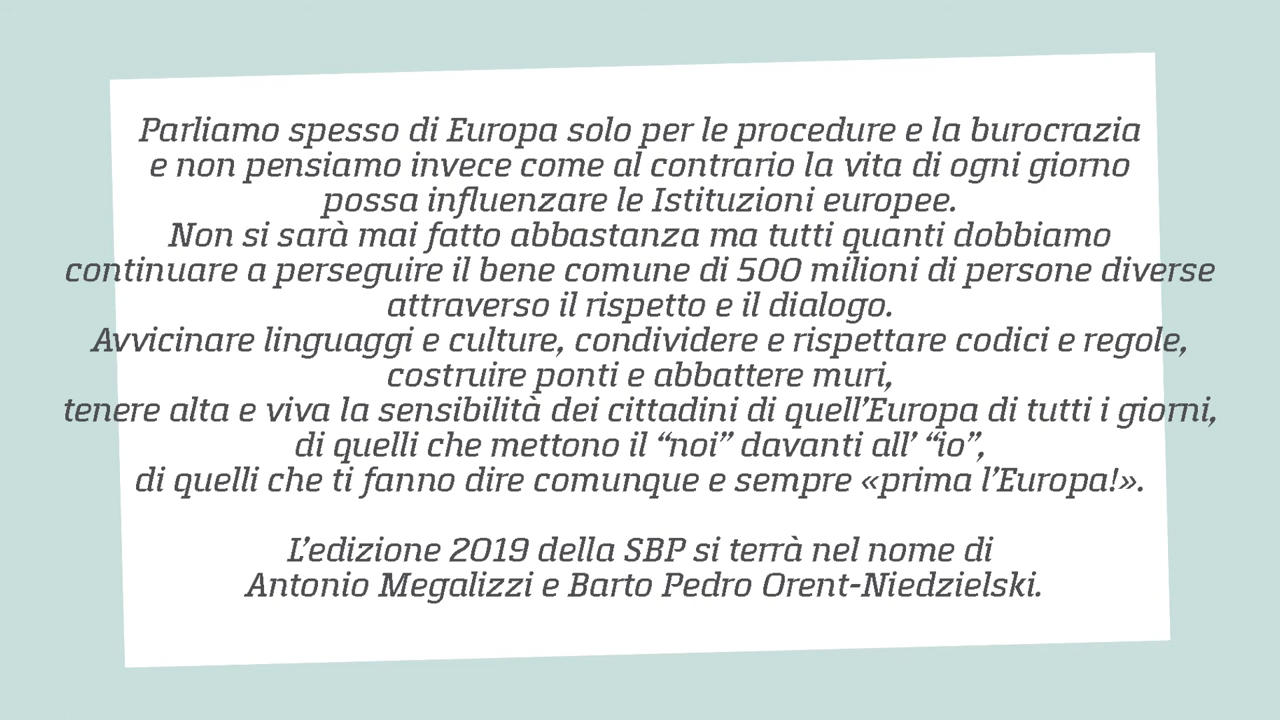 Parliamo spesso di Europa solo per le procedure e la burocrazia
e non pensiamo invece come al contrario la vita di ogni giorno
possa influenzare le Istituzioni europee.
Non si sarà mai fatto abbastanza ma tutti quanti dobbiamo
continuare a perseguire il bene comune di 500 milioni di persone diverse
attraverso il rispetto e il dialogo.
Avvicinare linguaggi e culture, condividere e rispettare codici e regole,
costruire ponti e abbattere muri,
tenere alta e viva la sensibilità dei cittadini di quell’Europa di tutti i giorni,
di quelli che mettono il “noi” davanti all’ “io”,
di quelli che ti fanno dire comunque e sempre «prima l’Europa!».
L’edizione 2019 della SBP si terrà nel nome di
Antonio Megalizzi e Barto Pedro Orent-Niedzielski.